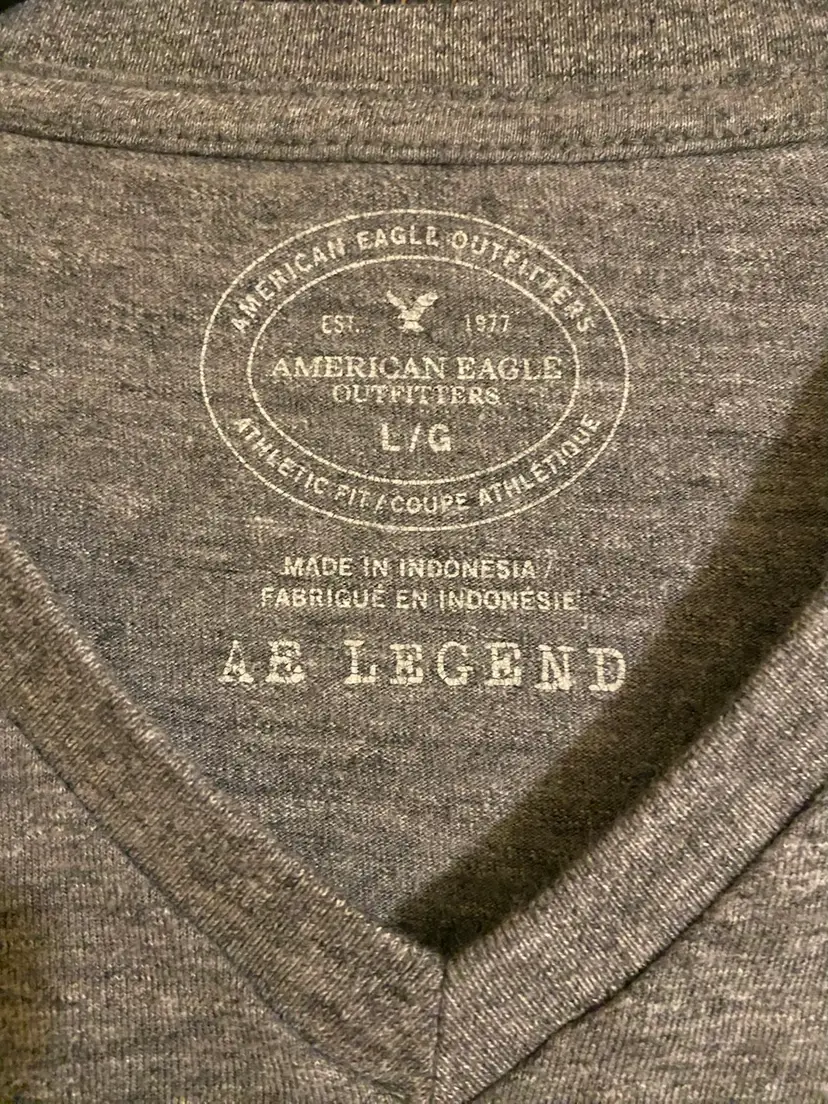 AMERICAN EAGLE OUTFITTERS
EST. 1977
AMERICAN EAGLE
OUTFITTERS
L/G
ATHLETIC FIT/COUPE ATHLÉTIQUE
MADE IN INDONESIA/
FABRIQUÉ EN INDONÉSIE
AE LEGEND